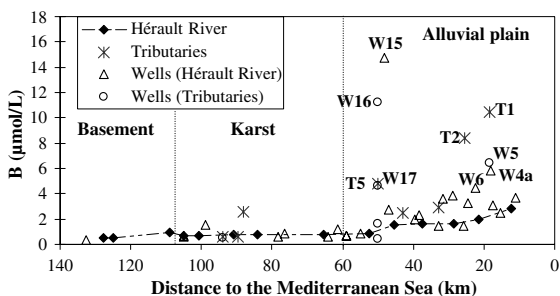 18
16
14
12
10
8
6
4
2
0
B (µmol/L)
Hérault River
Tributaries
Wells (Hérault River)
Wells (Tributaries)
Basement
Karst
Alluvial plain
W15
W16
T1
T2
W5
T5
W17
W6
W4a
140 120 100 80 60 40 20 0
Distance to the Mediterranean Sea (km)